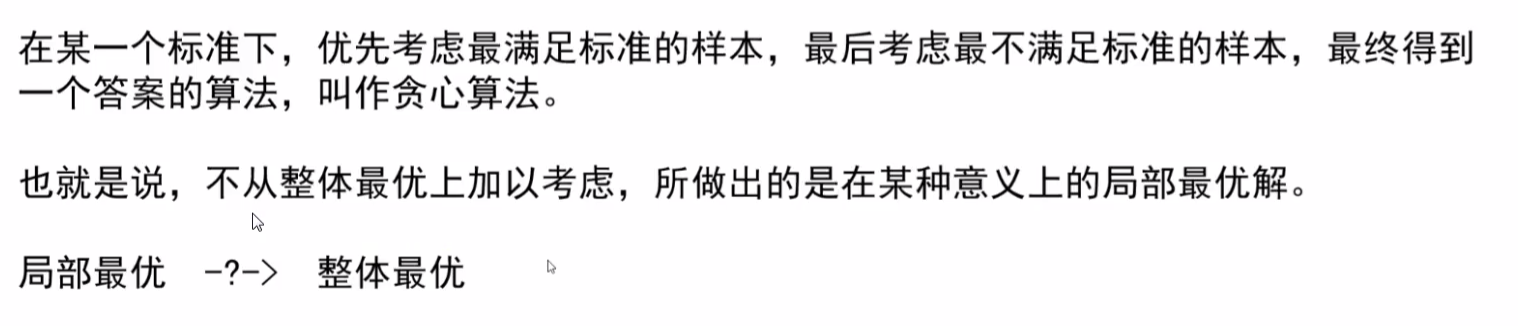 在某一个标准下，优先考虑最满足标准的样本，最后考虑最不满足标准的样本，最终得到
一个答案的算法，叫作贪心算法。
也就是说，不从整体最优上加以考虑，所做出的是在某种意义上的局部最优解。
局部最优 -?-> 整体最优